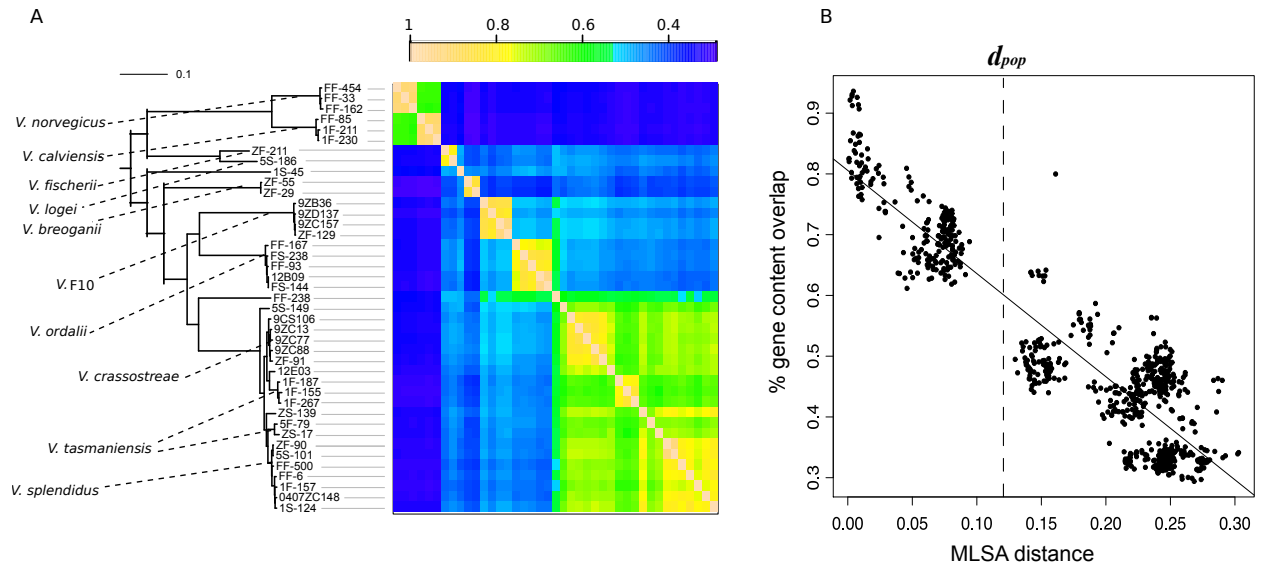 A
1 0.8 0.6 0.4
0.1
FF-454
FF-33
FF-162
FF-85
1F-211
1F-230
ZF-211
5S-186
1S-45
ZF-55
ZF-29
9ZB36
9ZD137
9ZC157
ZF-129
FF-167
FS-238
FF-93
12B09
FS-144
FF-238
5S-149
9CS106
9ZC13
9ZC77
9ZC88
ZF-91
12E03
1F-187
1F-155
1F-267
ZS-139
5F-79
ZS-17
ZF-90
5S-101
FF-500
FF-6
1F-157
0407ZC148
1S-124
V. norvegicus
V. calviensis
V. fischerii
V. logei
V. breoganii
V. F10
V. ordalii
V. crassostreae
V. tasmaniensis
V. splendidus
B
dpop
% gene content overlap
0.9
0.8
0.7
0.6
0.5
0.4
0.3
0.00 0.05 0.10 0.15 0.20 0.25 0.30
MLSA distance